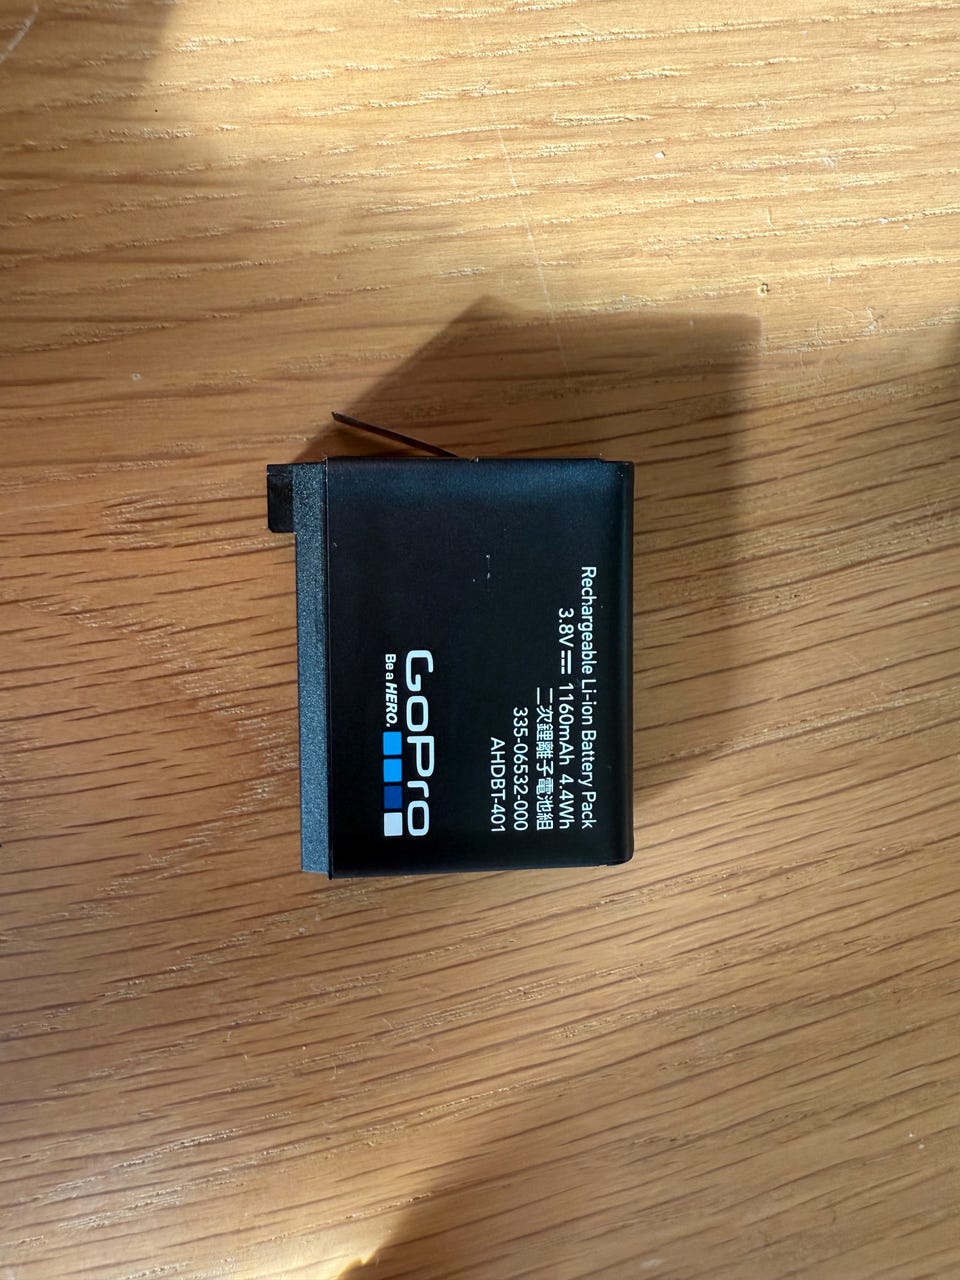 Rechargeable Li-ion Battery Pack
3.8V⎓ 1160mAh 4.4Wh
二次鋰離子電池組
335-06532-000
AHDBT-401
GoPro
Be a HERO.